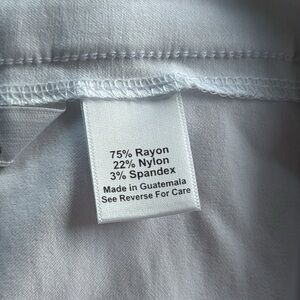 75% Rayon
22% Nylon
3% Spandex
Made in Guatemala
See Reverse For Care